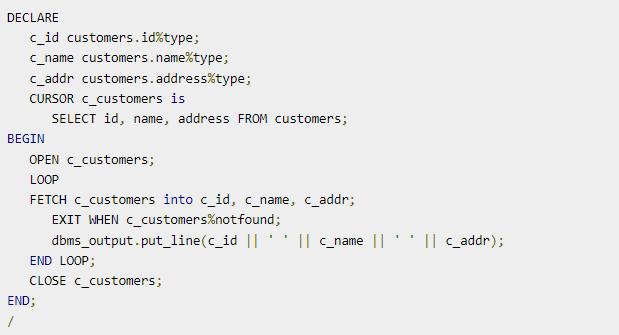 DECLARE
   c_id customers.id%type;
   c_name customers.name%type;
   c_addr customers.address%type;
   CURSOR c_customers is
      SELECT id, name, address FROM customers;
BEGIN
   OPEN c_customers;
   LOOP
   FETCH c_customers into c_id, c_name, c_addr;
      EXIT WHEN c_customers%notfound;
      dbms_output.put_line(c_id || ' ' || c_name || ' ' || c_addr);
   END LOOP;
   CLOSE c_customers;
END;
/